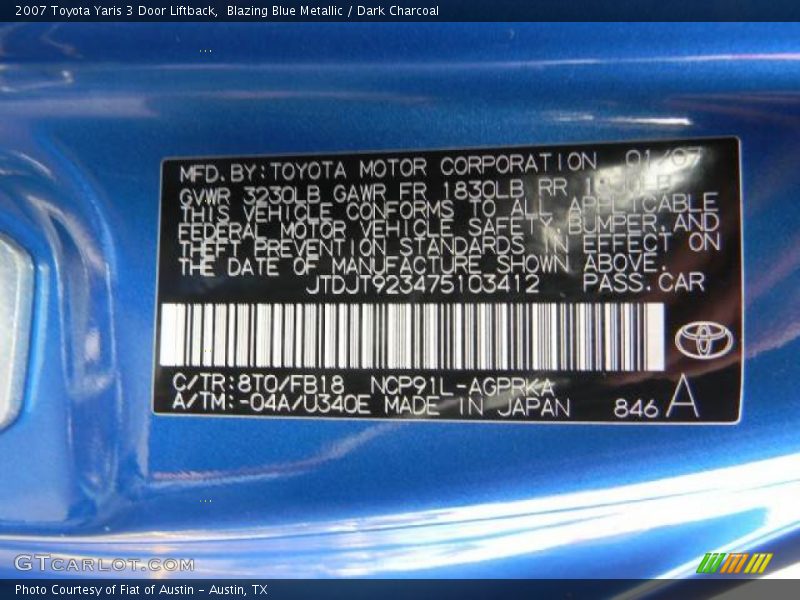 2007 Toyota Yaris 3 Door Liftback,  Blazing Blue Metallic / Dark Charcoal
MFD. BY: TOYOTA MOTOR CORPORATION 01/07
GVWR 3230LB GAWR FR 1830LB RR
THIS VEHICLE CONFORMS TO ALL APPLICABLE
FEDERAL MOTOR VEHICLE SAFETY, BUMPER, AND
THEFT PREVENTION STANDARDS IN EFFECT ON
THE DATE OF MANUFACTURE SHOWN ABOVE.
JTDJT923475103412 PASS. CAR
C/TR:8T0/FB18 NCP91L-AGPRKA
A/TM:-04A/U340E MADE IN JAPAN 846 A
GTCARLOT.COM
Photo Courtesy of Fiat of Austin - Austin, TX